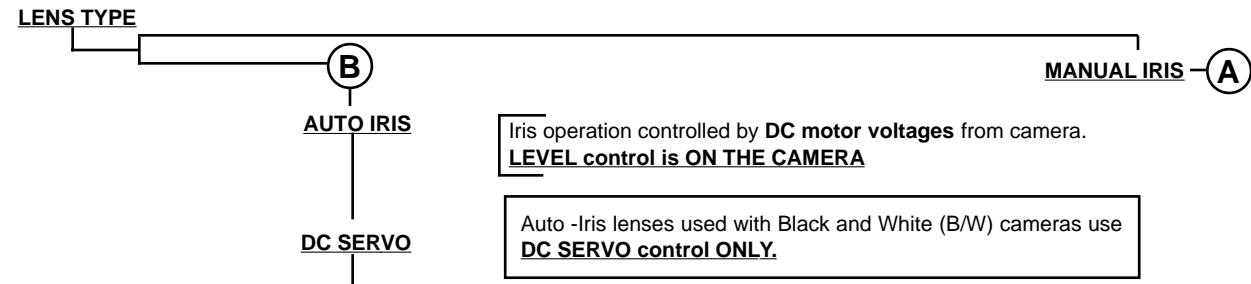 LENS TYPE
B
MANUAL IRIS
A
AUTO IRIS
Iris operation controlled by DC motor voltages from camera.
LEVEL control is ON THE CAMERA
Auto -Iris lenses used with Black and White (B/W) cameras use
DC SERVO control ONLY.
DC SERVO